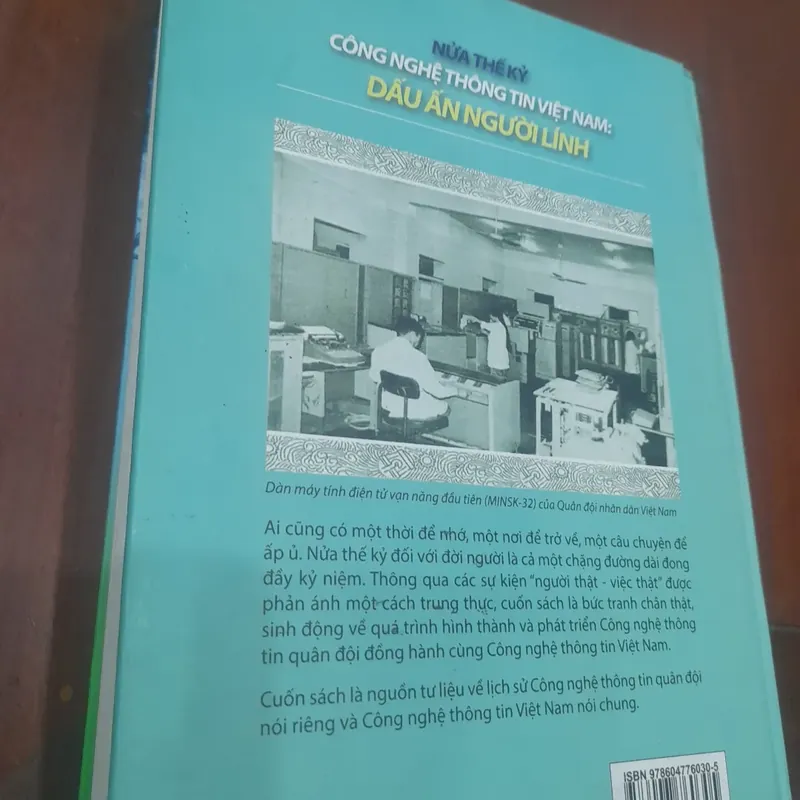 NỬA THẾ KỶ
CÔNG NGHỆ THÔNG TIN VIỆT NAM:
DẤU ẤN NGƯỜI LÍNH
Dàn máy tính điện tử vạn năng đầu tiên (MINSK-32) của Quân đội nhân dân Việt Nam
Ai cũng có một thời để nhớ, một nơi để trở về, một câu chuyện để
ấp ủ. Nửa thế kỷ đối với đời người là cả một chặng đường dài đong
đầy kỷ niệm. Thông qua các sự kiện "người thật - việc thật" được
phản ánh một cách trung thực, cuốn sách là bức tranh chân thật,
sinh động về quá trình hình thành và phát triển Công nghệ thông
tin quân đội đồng hành cùng Công nghệ thông tin Việt Nam.
Cuốn sách là nguồn tư liệu về lịch sử Công nghệ thông tin quân đội
nói riêng và Công nghệ thông tin Việt Nam nói chung.
ISBN 978604776030-5